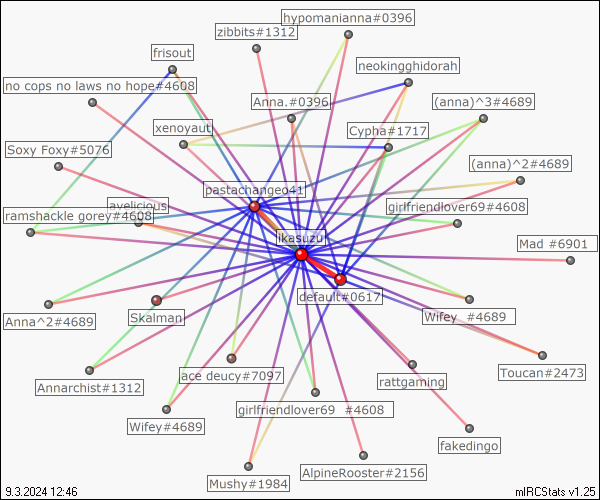 hypomanianna#0396
zibbits#1312
frisout
neokingghidorah
no cops no laws no hope#4608
Anna.#0396
(anna)^3#4689
xenoyaut
Cypha#1717
Soxy Foxy#5076
(anna)^2#4689
pastachangeo41
avelicious
girlfriendlover69#4608
ramshackle gorey#4608
ikasuzu
Mad #6901
default#0617
Anna^2#4689
Skalman
Wifey  #4689
ace deucy#7097
Toucan#2473
Annarchist#1312
rattgaming
girlfriendlover69  #4608
Wifey#4689
fakedingo
AlpineRooster#2156
Mushy#1984
9.3.2024 12:46
mIRCStats v1.25